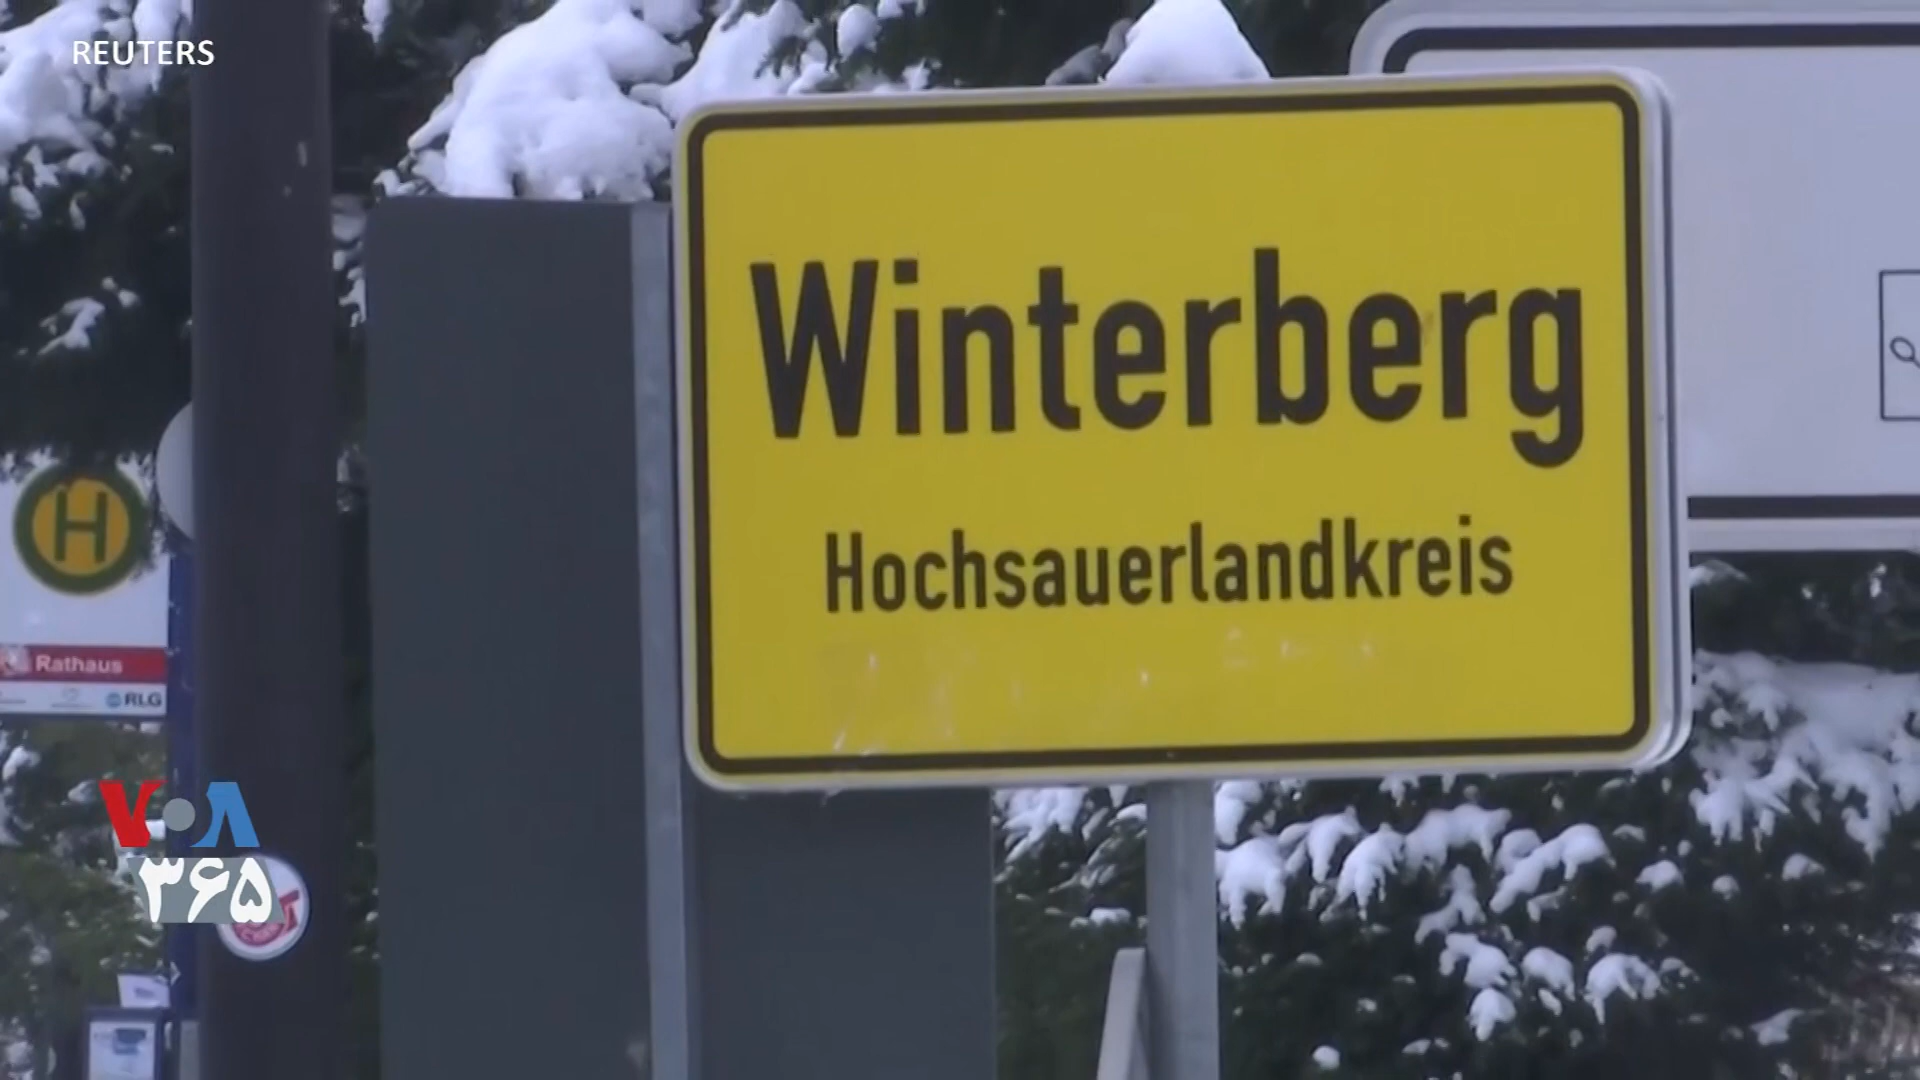 REUTERS
Winterberg
Hochsauerlandkreis
H
Rathaus
RLG
VOA
۳۶۵